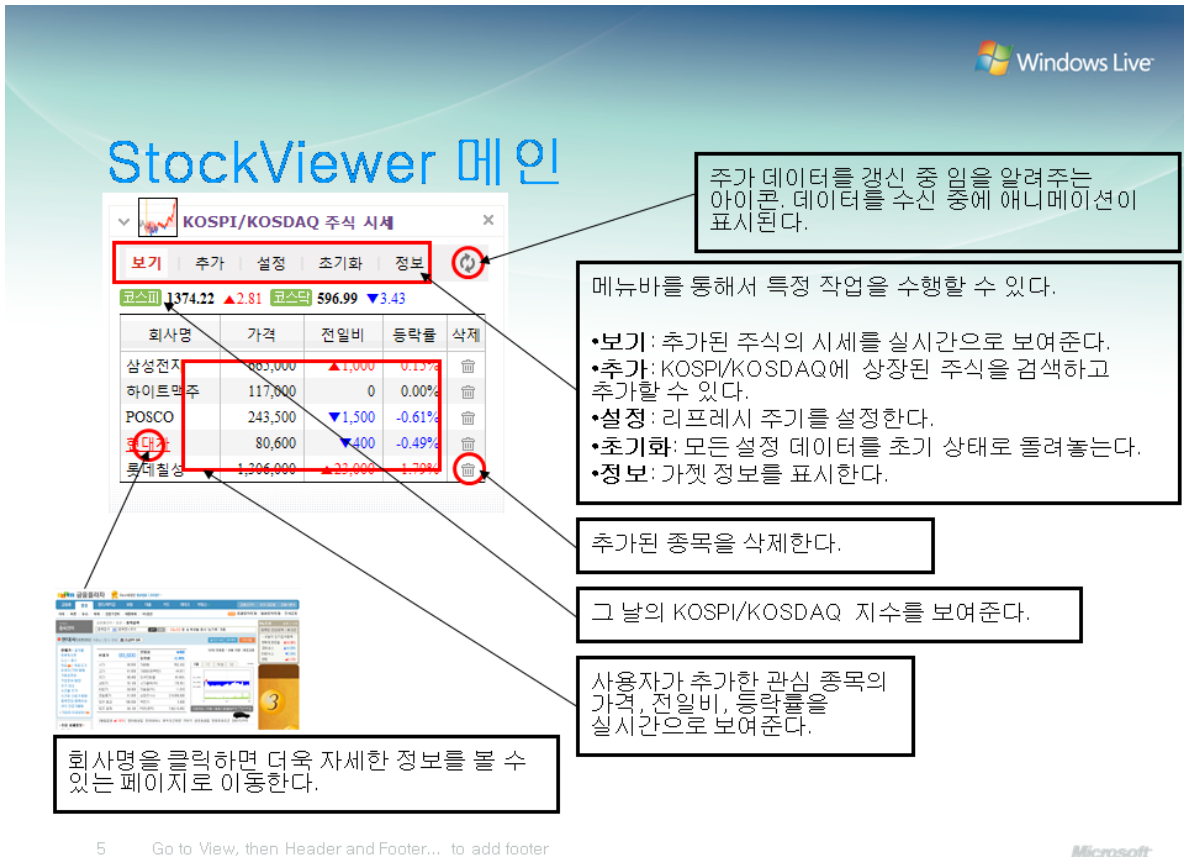 Windows Live
StockViewer 메인
주가 데이터를 갱신 중 임을 알려주는
아이콘. 데이터를 수신 중에 애니메이션이
표시된다.
KOSPI/KOSDAQ 주식 시세
보기 추가 설정 초기화 정보
코스피 1374.22 ▲2.81 코스닥 596.99 ▼3.43
회사명 가격 전일비 등락률 삭제
삼성전자 665,000 ▲1,000 0.15%
하이트맥주 117,000 0 0.00%
POSCO 243,500 ▼1,500 -0.61%
현대차 80,600 ▼400 -0.49%
롯데칠성 1,306,000 ▲23,000 1.79%
메뉴바를 통해서 특정 작업을 수행할 수 있다.
•보기: 추가된 주식의 시세를 실시간으로 보여준다.
•추가: KOSPI/KOSDAQ에 상장된 주식을 검색하고
추가할 수 있다.
•설정: 리프레시 주기를 설정한다.
•초기화: 모든 설정 데이터를 초기 상태로 돌려놓는다.
•정보: 가젯 정보를 표시한다.
추가된 종목을 삭제한다.
그 날의 KOSPI/KOSDAQ 지수를 보여준다.
사용자가 추가한 관심 종목의
가격, 전일비, 등락률을
실시간으로 보여준다.
회사명을 클릭하면 더욱 자세한 정보를 볼 수
있는 페이지로 이동한다.
5 Go to View, then Header and Footer... to add footer
Microsoft